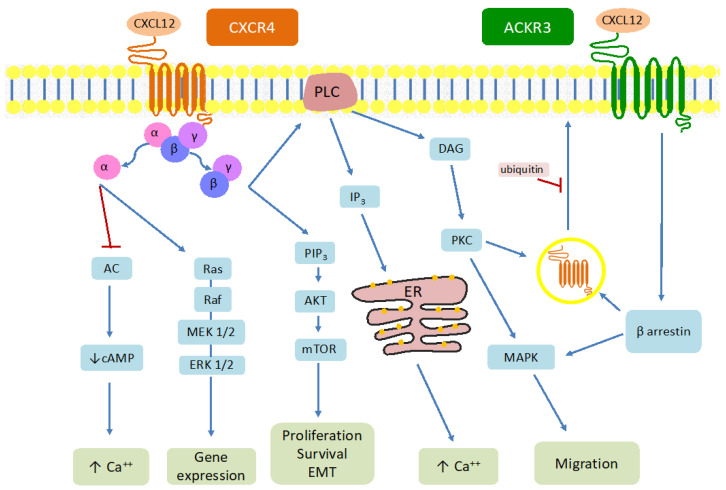 CXCL12
CXCR4
ACKR3
CXCL12
PLC
α
β
γ
α
γ
β
DAG
ubiquitin
IP₃
PKC
AC
Ras
PIP₃
ER
Raf
AKT
MEK 1/2
β arrestin
↓cAMP
ERK 1/2
mTOR
MAPK
↑ Ca⁺⁺
Gene
expression
Proliferation
Survival
EMT
↑ Ca⁺⁺
Migration